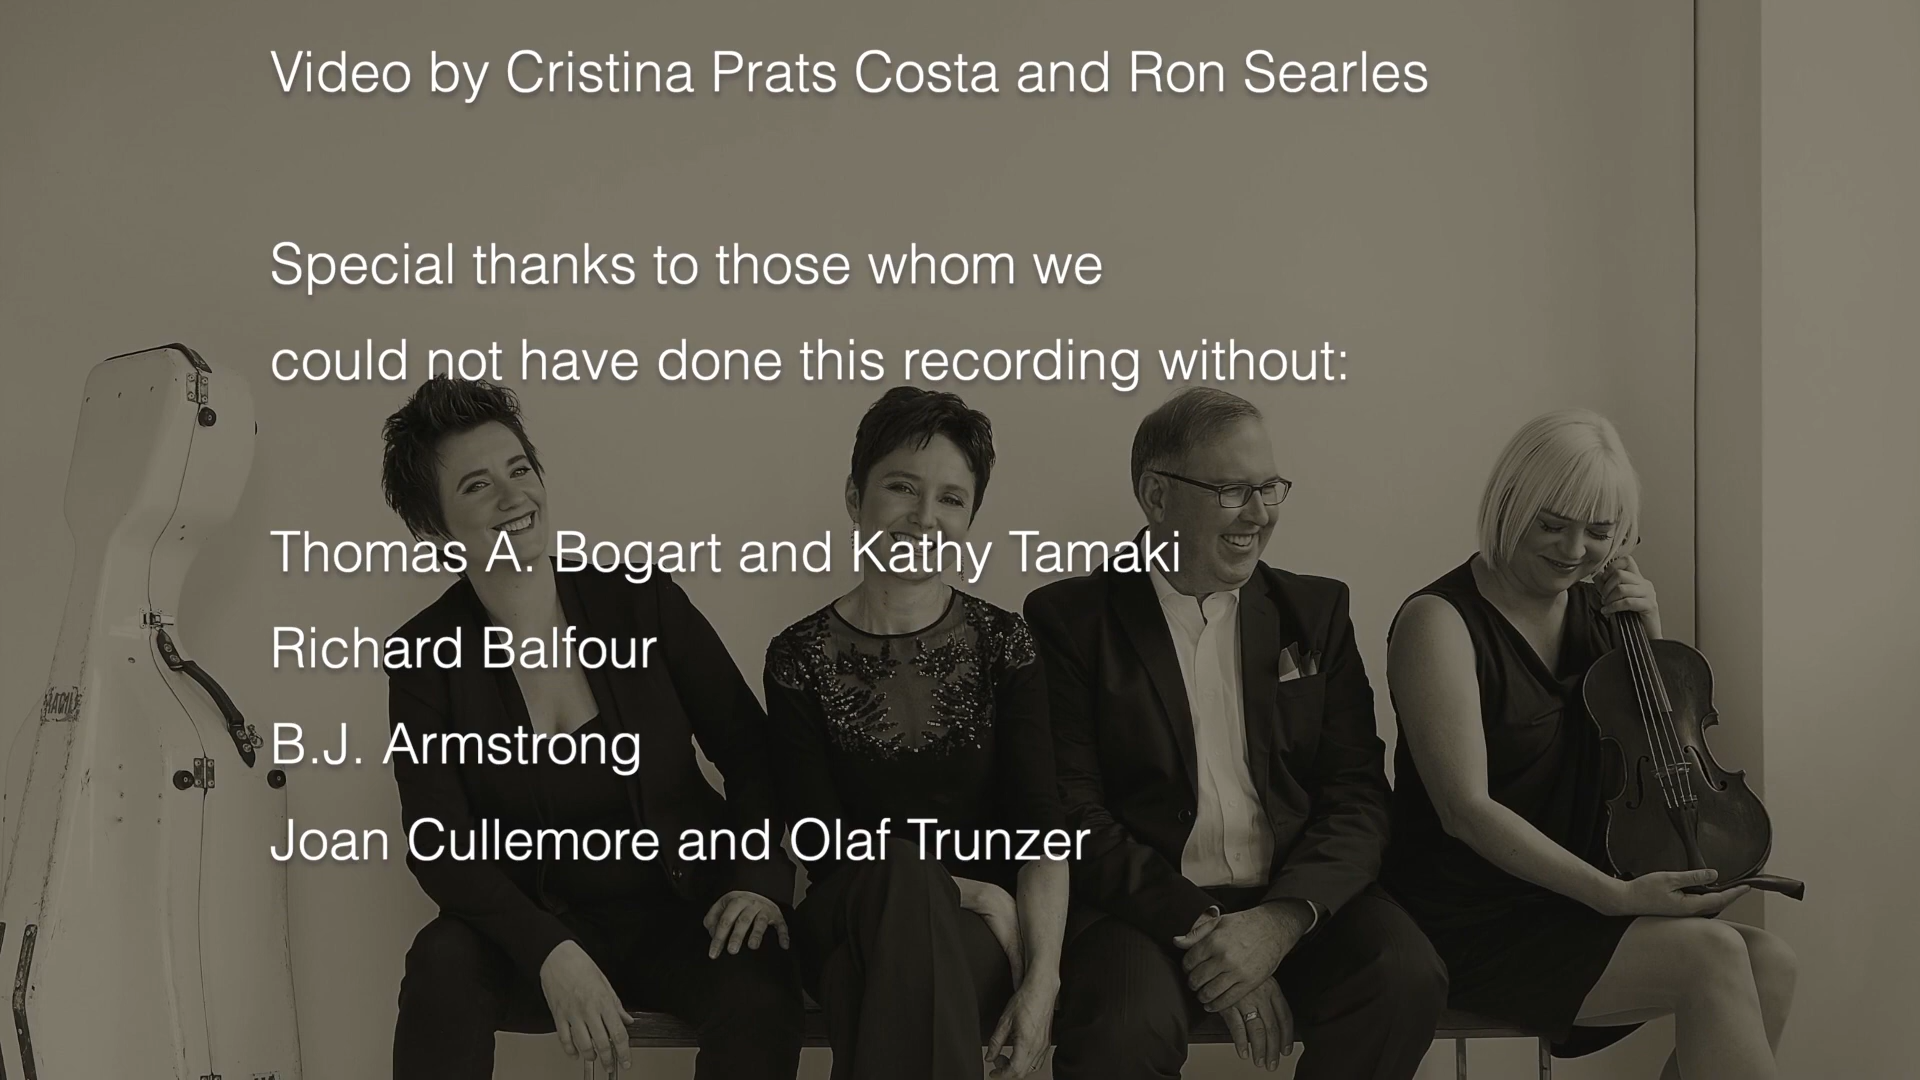 Video by Cristina Prats Costa and Ron Searles
Special thanks to those whom we
could not have done this recording without:
Thomas A. Bogart and Kathy Tamaki
Richard Balfour
B.J. Armstrong
Joan Cullemore and Olaf Trunzer